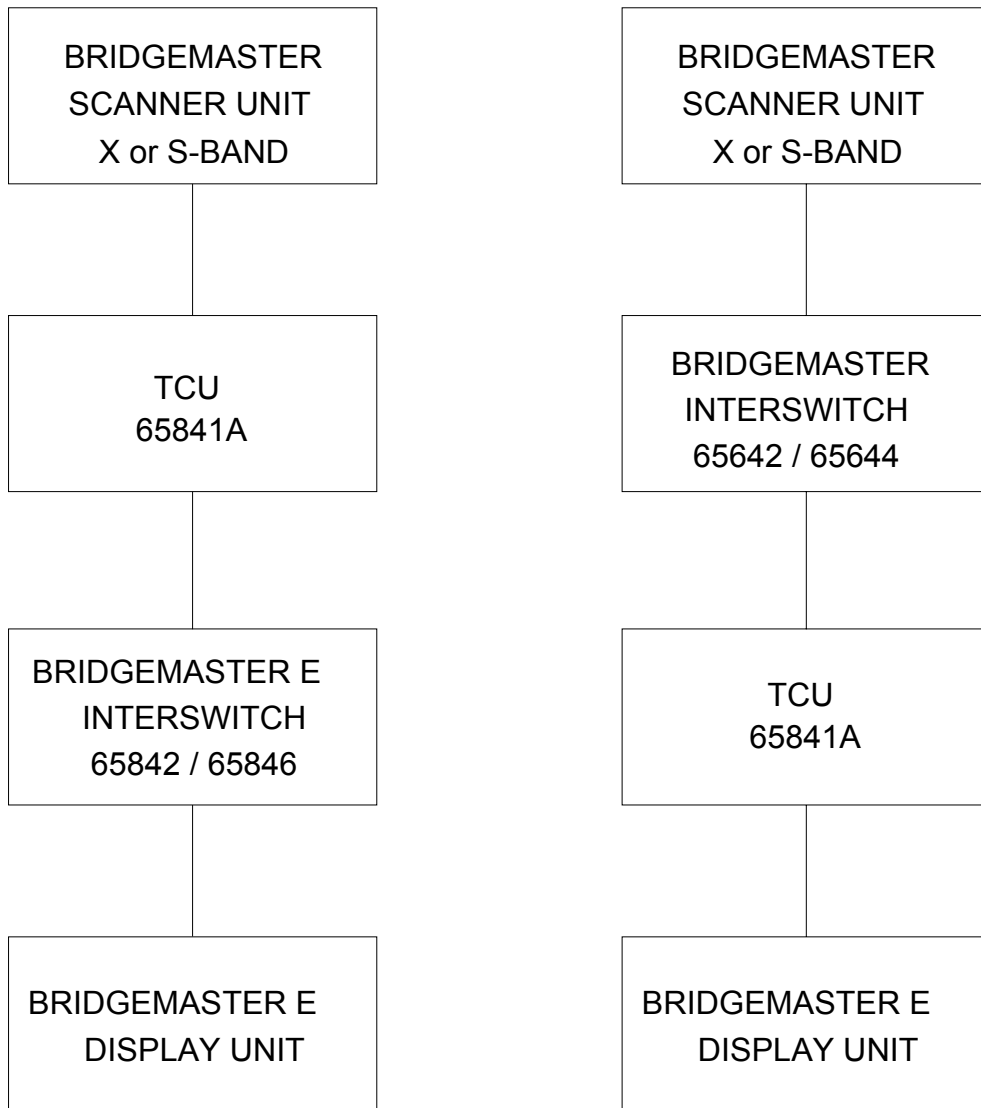 BRIDGEMASTER
SCANNER UNIT
X or S-BAND
TCU
65841A
BRIDGEMASTER E
INTERSWITCH
65842 / 65846
BRIDGEMASTER E
DISPLAY UNIT
BRIDGEMASTER
SCANNER UNIT
X or S-BAND
BRIDGEMASTER
INTERSWITCH
65642 / 65644
TCU
65841A
BRIDGEMASTER E
DISPLAY UNIT